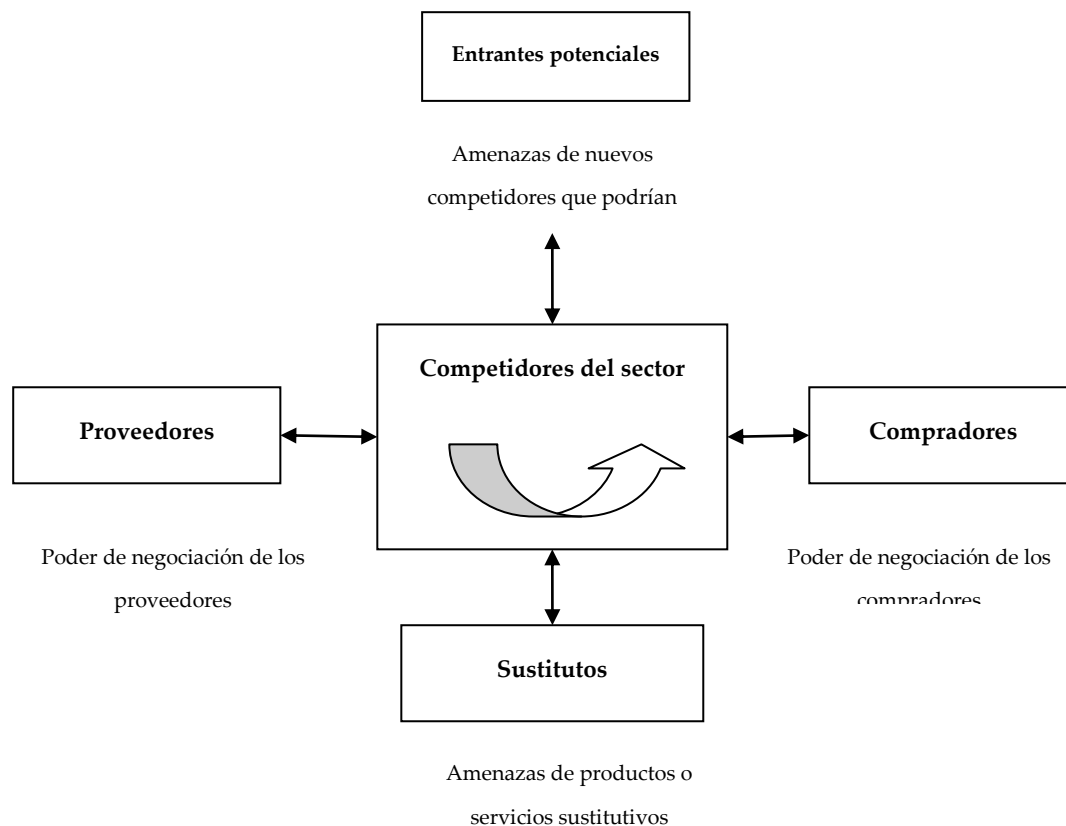 Entrantes potenciales
Amenazas de nuevos
competidores que podrían
Competidores del sector
Proveedores
Compradores
Poder de negociación de los
proveedores
Poder de negociación de los
compradores
Sustitutos
Amenazas de productos o
servicios sustitutivos